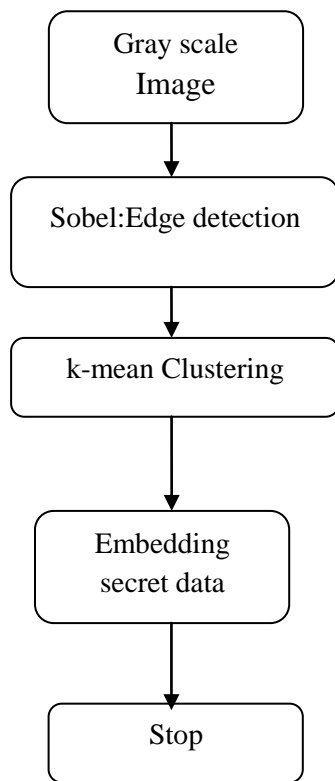 Gray scale
Image
Sobel:Edge detection
k-mean Clustering
Embedding
secret data
Stop